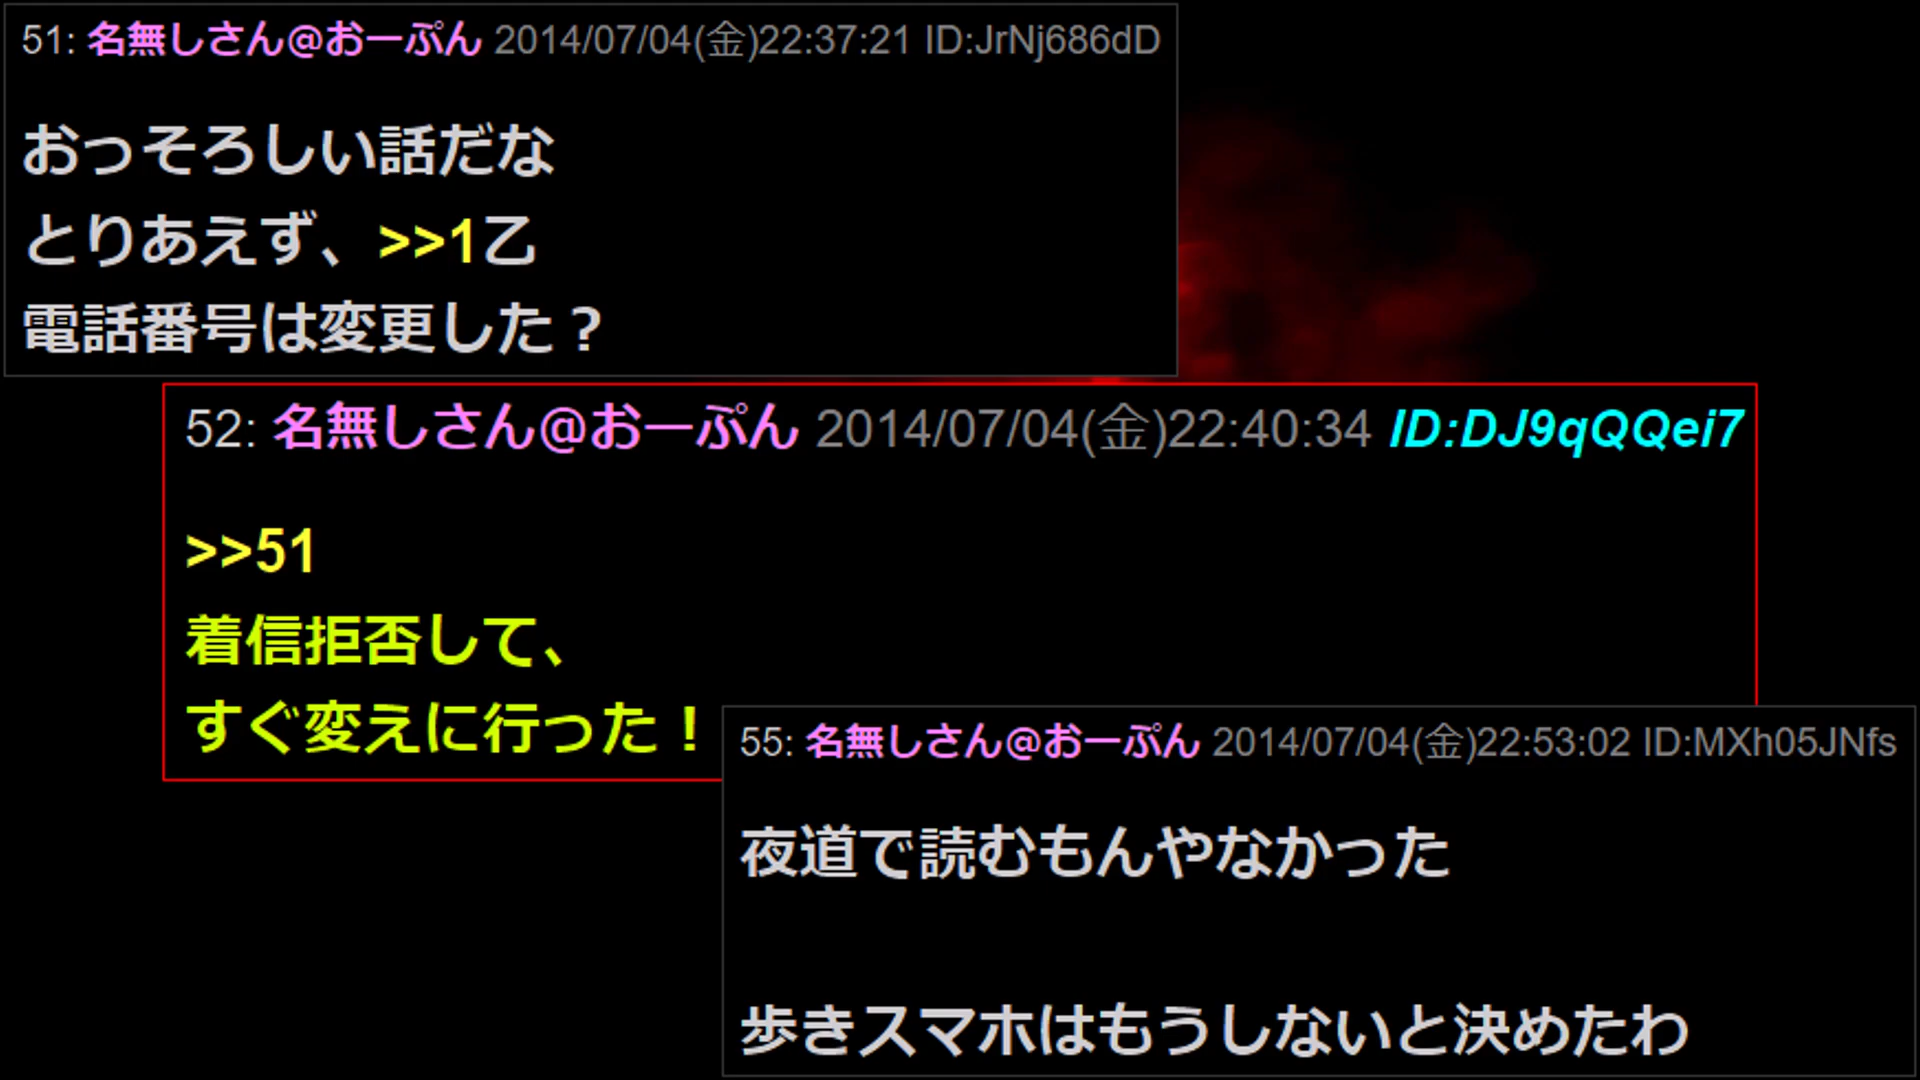 51: 名無しさん@おーぷん 2014/07/04(金)22:37:21 ID:JrNj686dD
おっそろしい話だな
とりあえず、>>1乙
電話番号は変更した？
52: 名無しさん@おーぷん 2014/07/04(金)22:40:34 ID:DJ9qQQei7
>>51
着信拒否して、
すぐ変えに行った！
55: 名無しさん@おーぷん 2014/07/04(金)22:53:02 ID:MXh05JNfs
夜道で読むもんやなかった
歩きスマホはもうしないと決めたわ